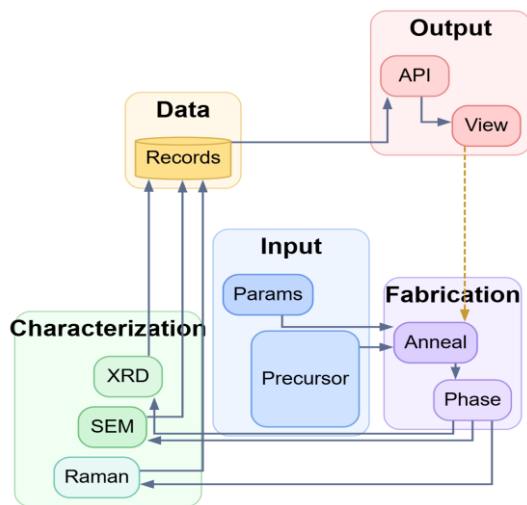 Output
API
View
Data
Records
Input
Params
Precursor
Fabrication
Anneal
Phase
Characterization
XRD
SEM
Raman